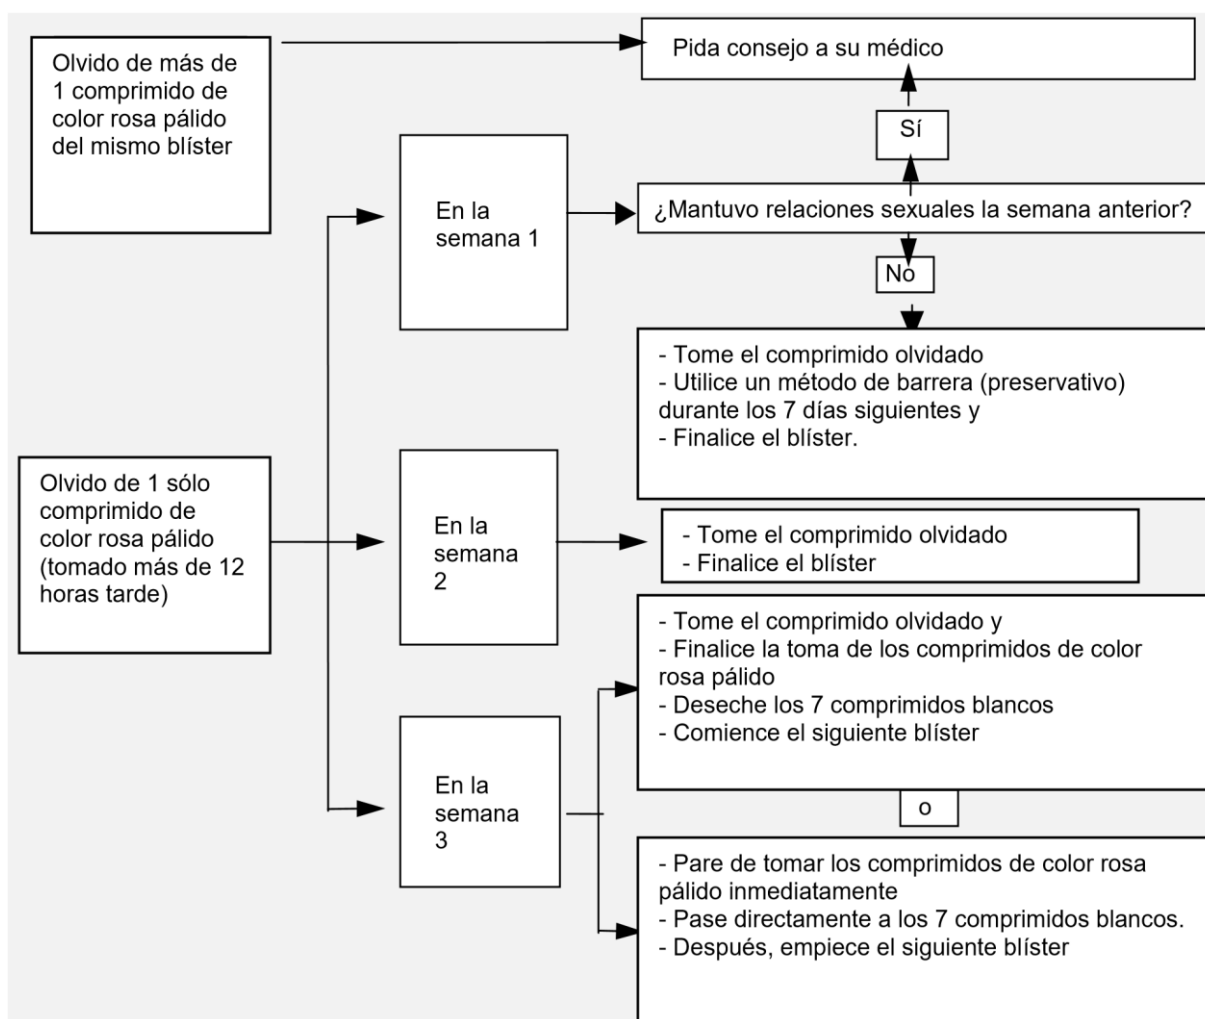 Olvido de más de
1 comprimido de
color rosa pálido
del mismo blíster
Pida consejo a su médico
Sí
En la
semana 1
¿Mantuvo relaciones sexuales la semana anterior?
No
- Tome el comprimido olvidado
- Utilice un método de barrera (preservativo)
durante los 7 días siguientes y
- Finalice el blíster.
Olvido de 1 sólo
comprimido de
color rosa pálido
(tomado más de 12
horas tarde)
En la
semana
2
- Tome el comprimido olvidado
- Finalice el blíster
En la
semana
3
- Tome el comprimido olvidado y
- Finalice la toma de los comprimidos de color
rosa pálido
- Deseche los 7 comprimidos blancos
- Comience el siguiente blíster
o
- Pare de tomar los comprimidos de color rosa
pálido inmediatamente
- Pase directamente a los 7 comprimidos blancos.
- Después, empiece el siguiente blíster